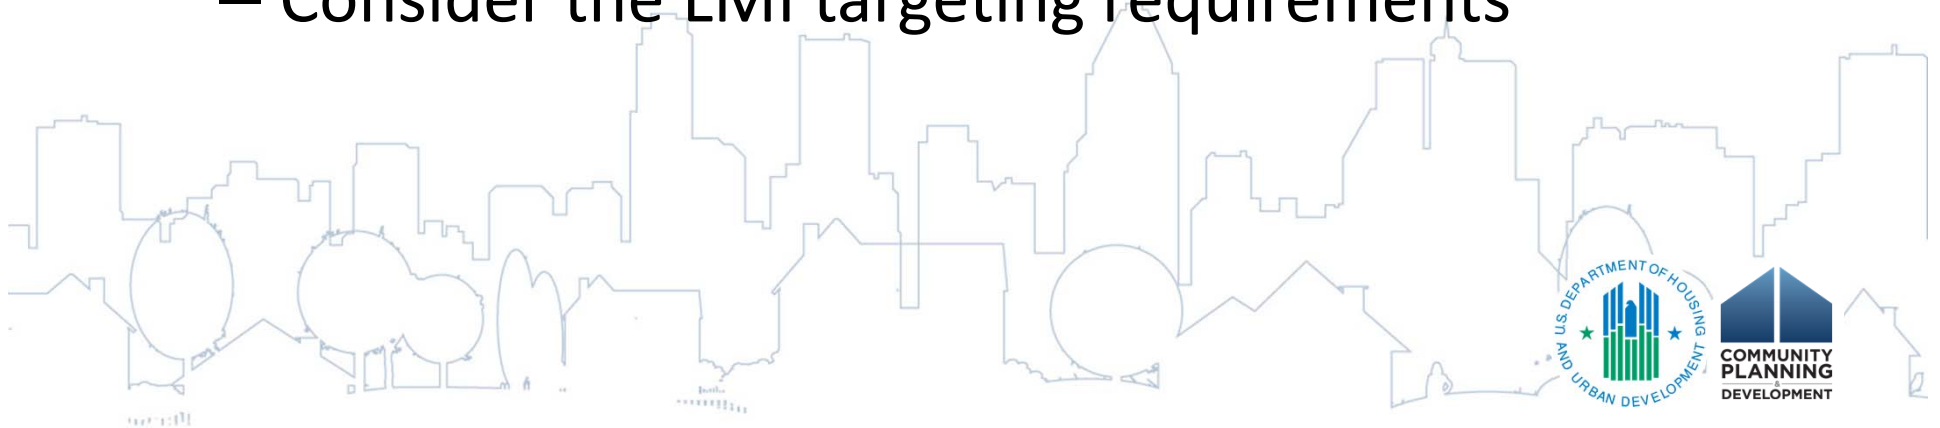 – Consider the LMI targeting requirements
U.S. DEPARTMENT OF HOUSING
AND URBAN DEVELOPMENT
COMMUNITY
PLANNING
&
DEVELOPMENT